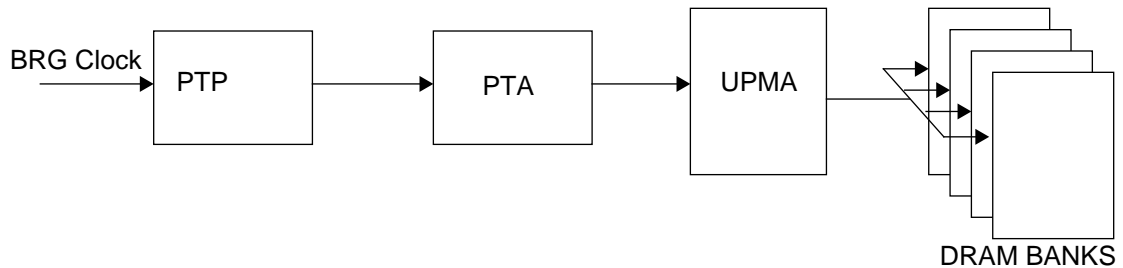 BRG Clock
PTP
PTA
UPMA
DRAM BANKS